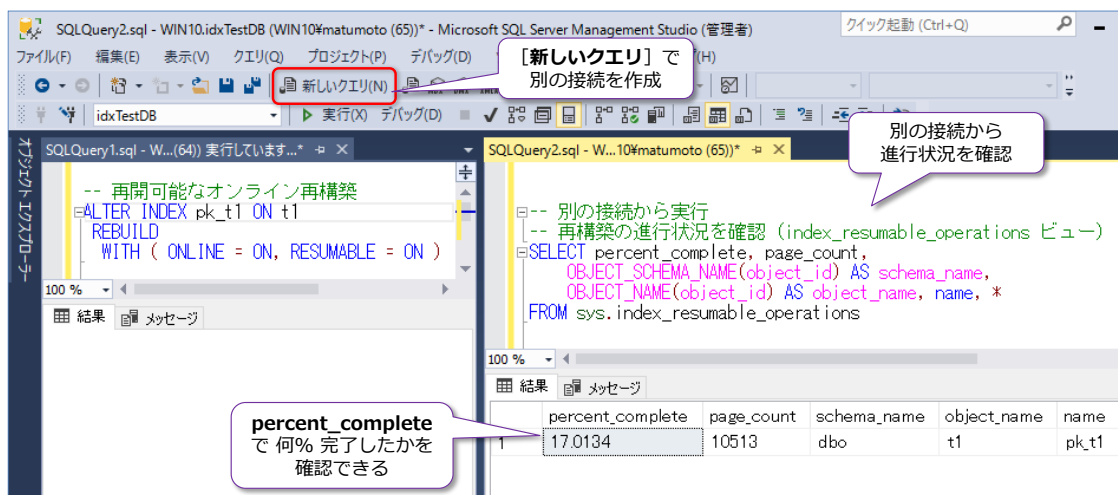 SQLQuery2.sql - WIN10.idxTestDB (WIN10¥matumoto (65))* - Microsoft SQL Server Management Studio (管理者)
クイック起動 (Ctrl+Q)
ファイル(F) 編集(E) 表示(V) クエリ(Q) プロジェクト(P) デバッグ(D)
[新しいクエリ] で
別の接続を作成
新しいクエリ(N)
idxTestDB
実行(X) デバッグ(D)
別の接続から
進行状況を確認
オブジェクト エクスプローラー
SQLQuery1.sql - W...(64)) 実行しています...*
-- 再開可能なオンライン再構築
ALTER INDEX pk_t1 ON t1
REBUILD
WITH ( ONLINE = ON, RESUMABLE = ON )
100 %
結果 メッセージ
SQLQuery2.sql - W...10¥matumoto (65))*
-- 別の接続から実行
-- 再構築の進行状況を確認 (index_resumable_operations ビュー)
SELECT percent_complete, page_count,
OBJECT_SCHEMA_NAME(object_id) AS schema_name,
OBJECT_NAME(object_id) AS object_name, name, *
FROM sys.index_resumable_operations
100 %
結果 メッセージ
percent_complete page_count schema_name object_name name
1 17.0134 10513 dbo t1 pk_t1
percent_complete
で 何% 完了したかを
確認できる